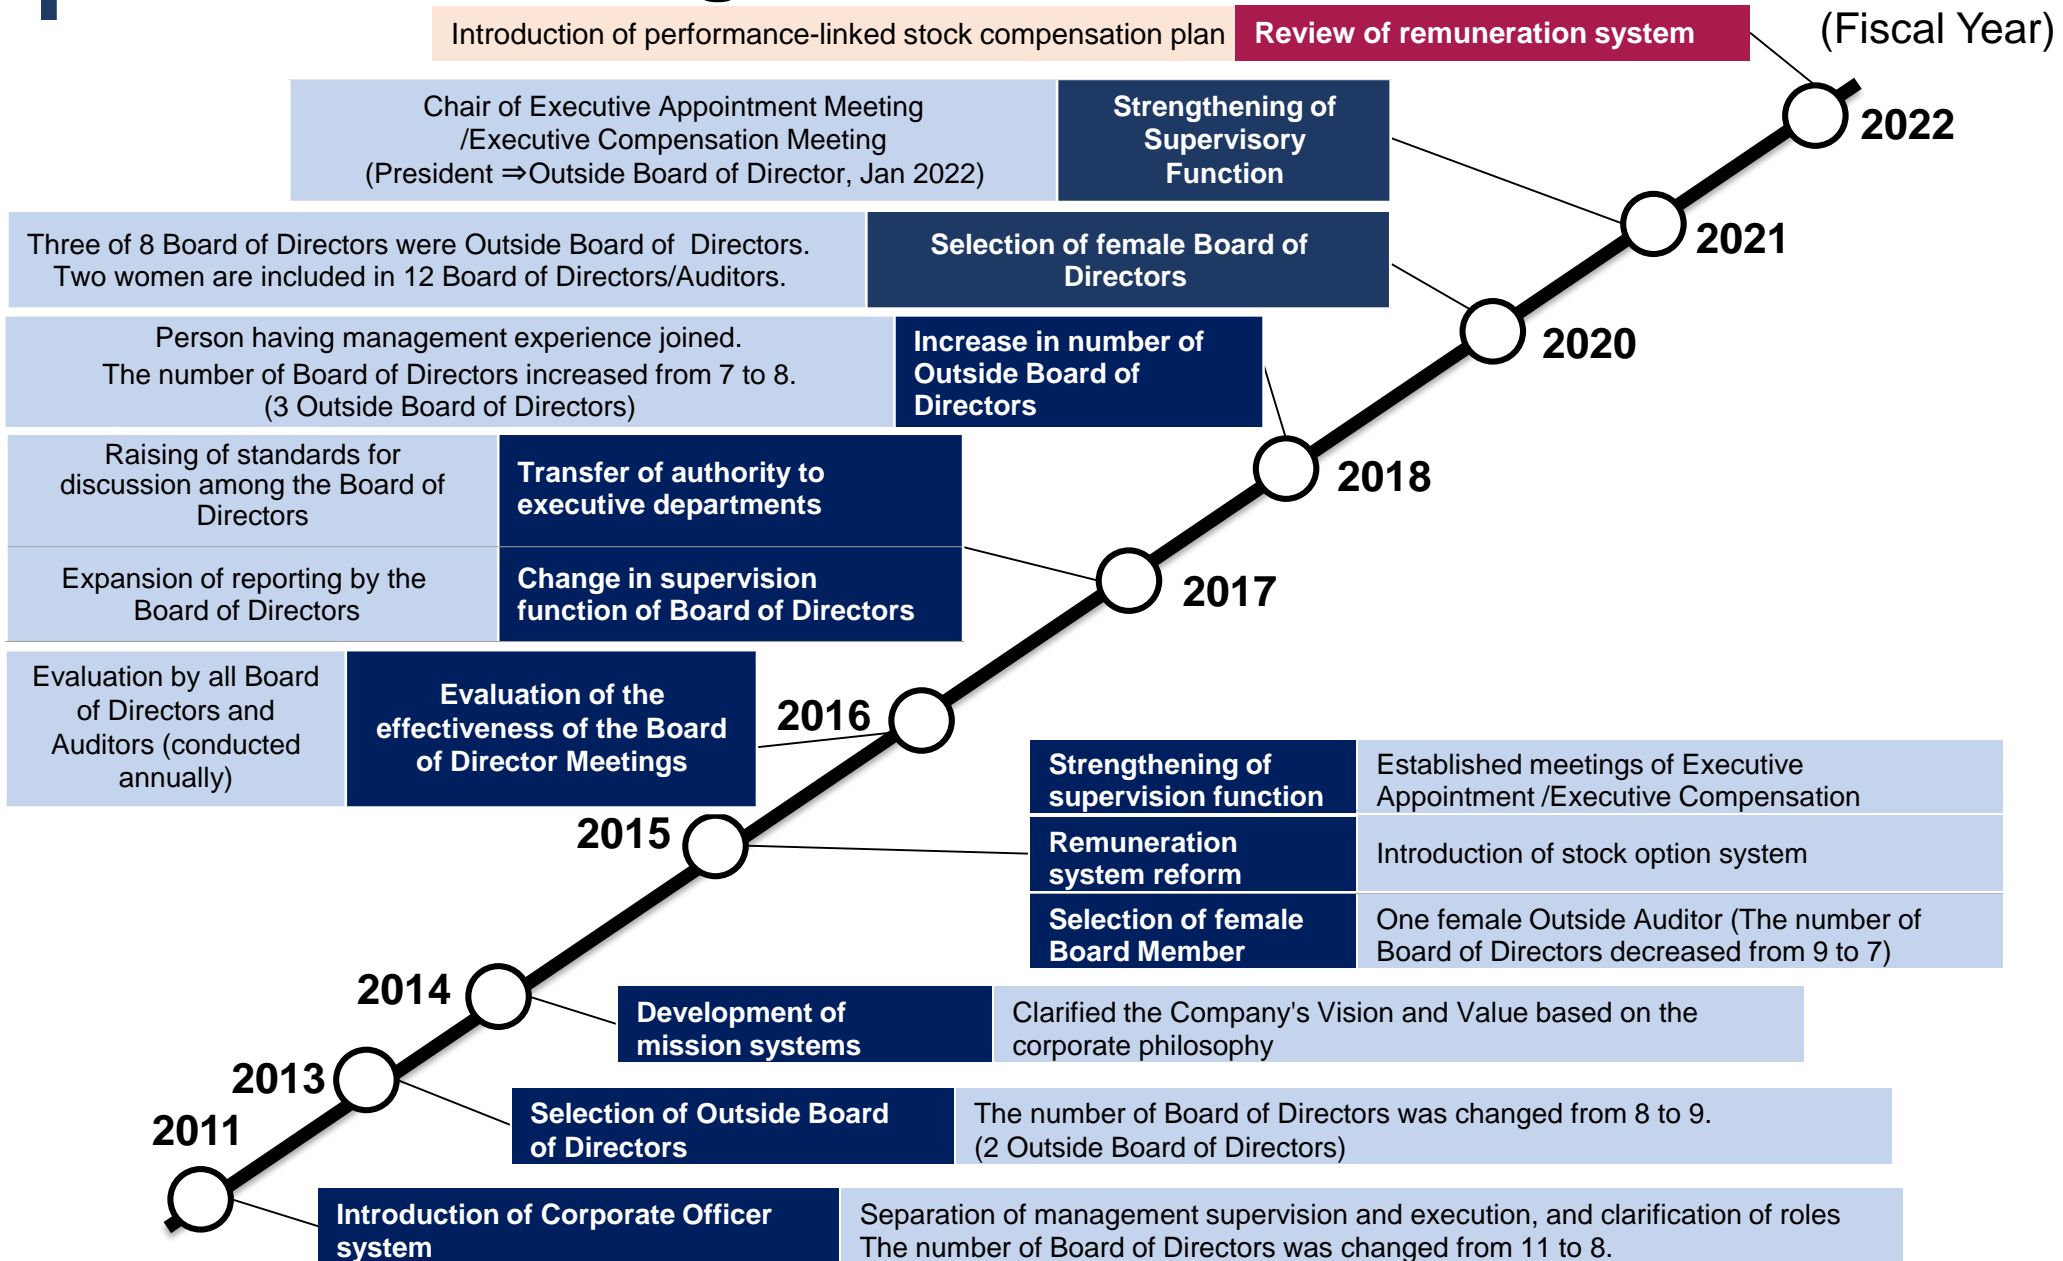 Introduction of performance-linked stock compensation plan
Review of remuneration system
(Fiscal Year)
Chair of Executive Appointment Meeting
/Executive Compensation Meeting
(President ⇒Outside Board of Director, Jan 2022)
Strengthening of
Supervisory
Function
2022
Three of 8 Board of Directors were Outside Board of Directors.
Two women are included in 12 Board of Directors/Auditors.
Selection of female Board of
Directors
2021
Person having management experience joined.
The number of Board of Directors increased from 7 to 8.
(3 Outside Board of Directors)
Increase in number of
Outside Board of
Directors
2020
Raising of standards for
discussion among the Board of
Directors
Transfer of authority to
executive departments
2018
Expansion of reporting by the
Board of Directors
Change in supervision
function of Board of Directors
2017
Evaluation by all Board
of Directors and
Auditors (conducted
annually)
Evaluation of the
effectiveness of the Board
of Director Meetings
2016
Strengthening of
supervision function
Established meetings of Executive
Appointment /Executive Compensation
2015
Remuneration
system reform
Introduction of stock option system
Selection of female
Board Member
One female Outside Auditor (The number of
Board of Directors decreased from 9 to 7)
2014
Development of
mission systems
Clarified the Company's Vision and Value based on the
corporate philosophy
2013
Selection of Outside Board
of Directors
The number of Board of Directors was changed from 8 to 9.
(2 Outside Board of Directors)
2011
Introduction of Corporate Officer
system
Separation of management supervision and execution, and clarification of roles
The number of Board of Directors was changed from 11 to 8.